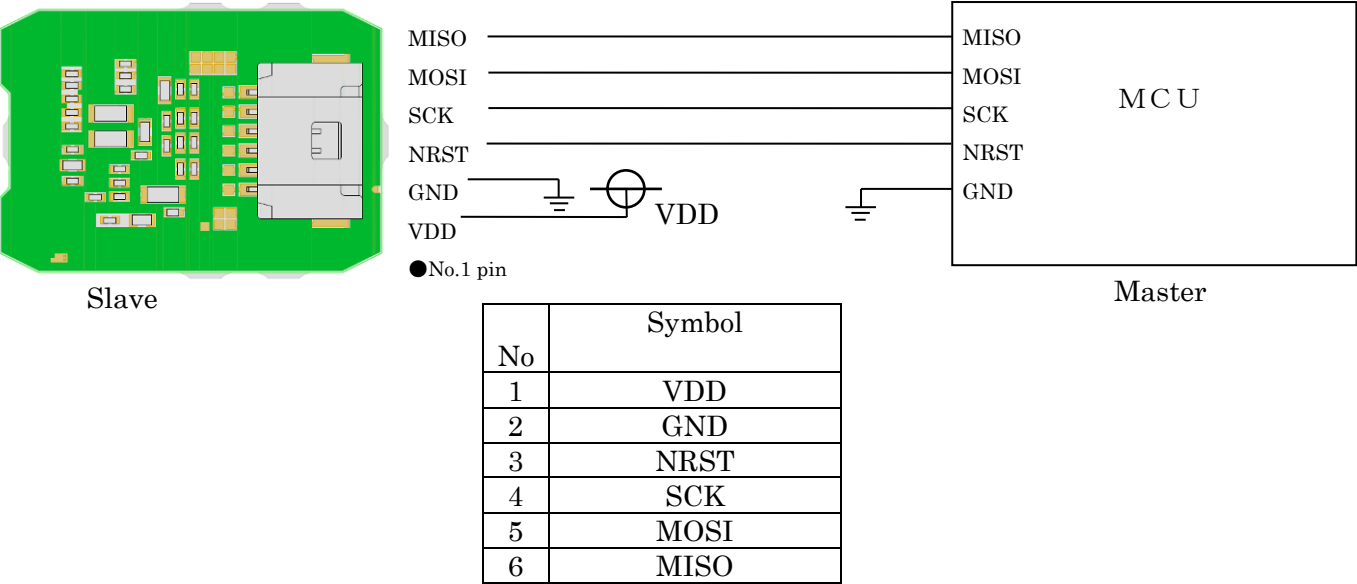 MISO
MOSI
SCK
NRST
GND
VDD
●No.1 pin
VDD
MISO
MOSI
SCK
NRST
GND
ＭＣＵ
Slave
Master
No Symbol
1 VDD
2 GND
3 NRST
4 SCK
5 MOSI
6 MISO